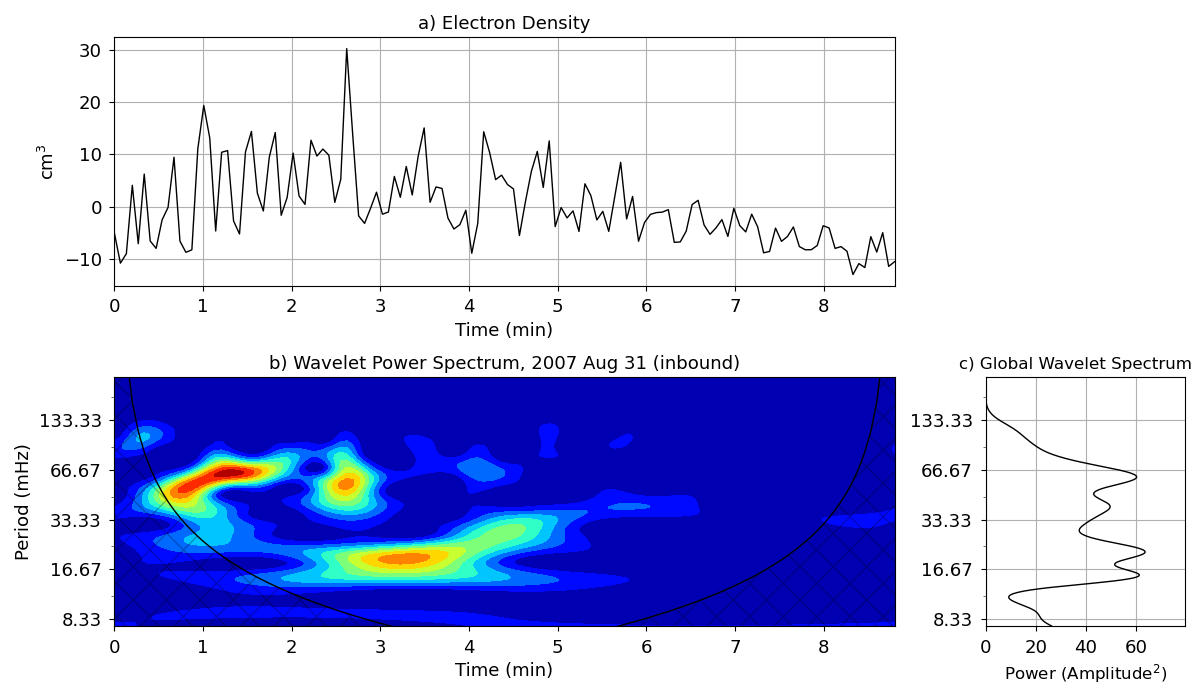 a) Electron Density
30
20
10
0
−10
cm³
0 1 2 3 4 5 6 7 8
Time (min)
b) Wavelet Power Spectrum, 2007 Aug 31 (inbound)
133.33
66.67
33.33
16.67
8.33
Period (mHz)
0 1 2 3 4 5 6 7 8
Time (min)
c) Global Wavelet Spectrum
133.33
66.67
33.33
16.67
8.33
0 20 40 60
Power (Amplitude²)